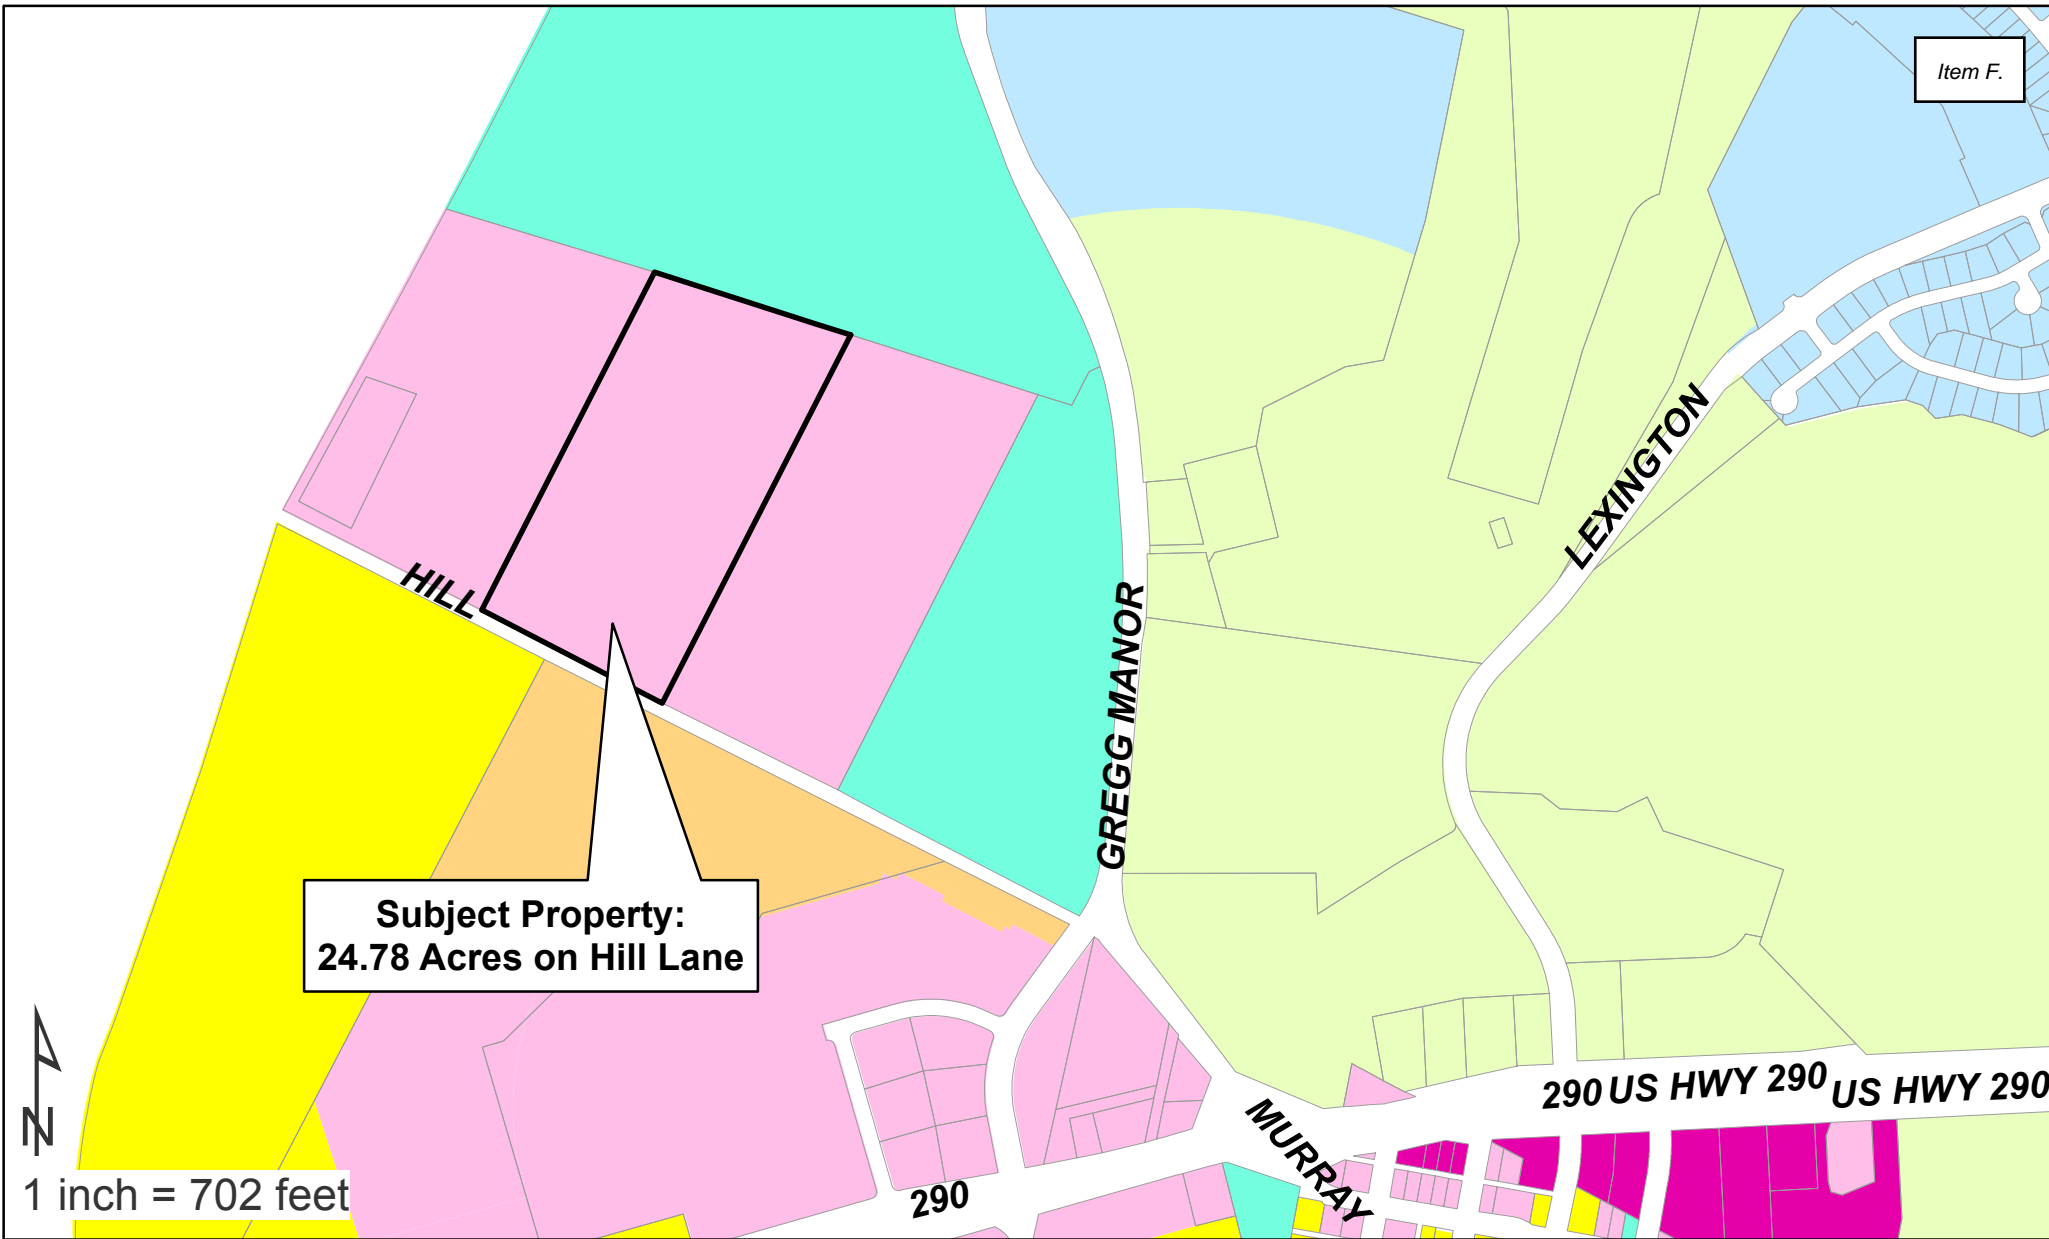 Item F.
LEXINGTON
HILL
GREGG MANOR
Subject Property:
24.78 Acres on Hill Lane
N
1 inch = 702 feet
290 US HWY 290 US HWY 290
MURRAY
290